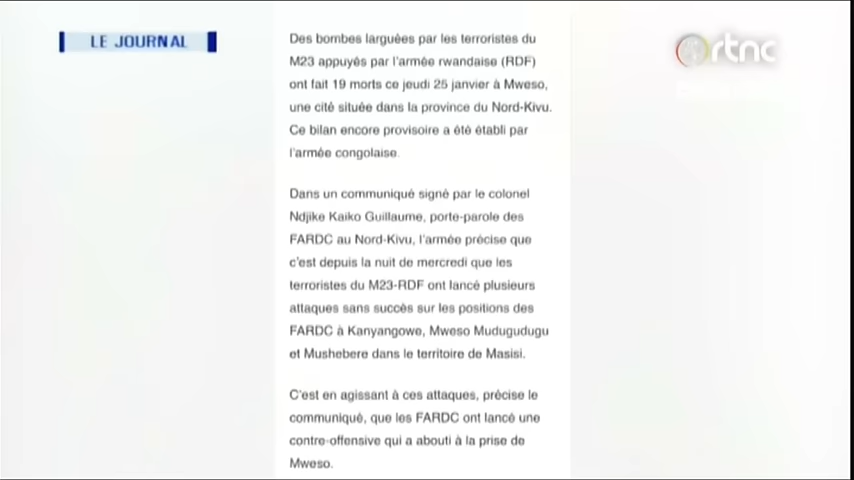 LE JOURNAL
rtnc
Des bombes larguées par les terroristes du
M23 appuyés par l'armée rwandaise (RDF)
ont fait 19 morts ce jeudi 25 janvier à Mweso,
une cité située dans la province du Nord-Kivu.
Ce bilan encore provisoire a été établi par
l'armée congolaise.
Dans un communiqué signé par le colonel
Ndjike Kaiko Guillaume, porte-parole des
FARDC au Nord-Kivu, l'armée précise que
c'est depuis la nuit de mercredi que les
terroristes du M23-RDF ont lancé plusieurs
attaques sans succès sur les positions des
FARDC à Kanyangowe, Mweso Mudugudugu
et Mushebere dans le territoire de Masisi.
C'est en agissant à ces attaques, précise le
communiqué, que les FARDC ont lancé une
contre-offensive qui a abouti à la prise de
Mweso.